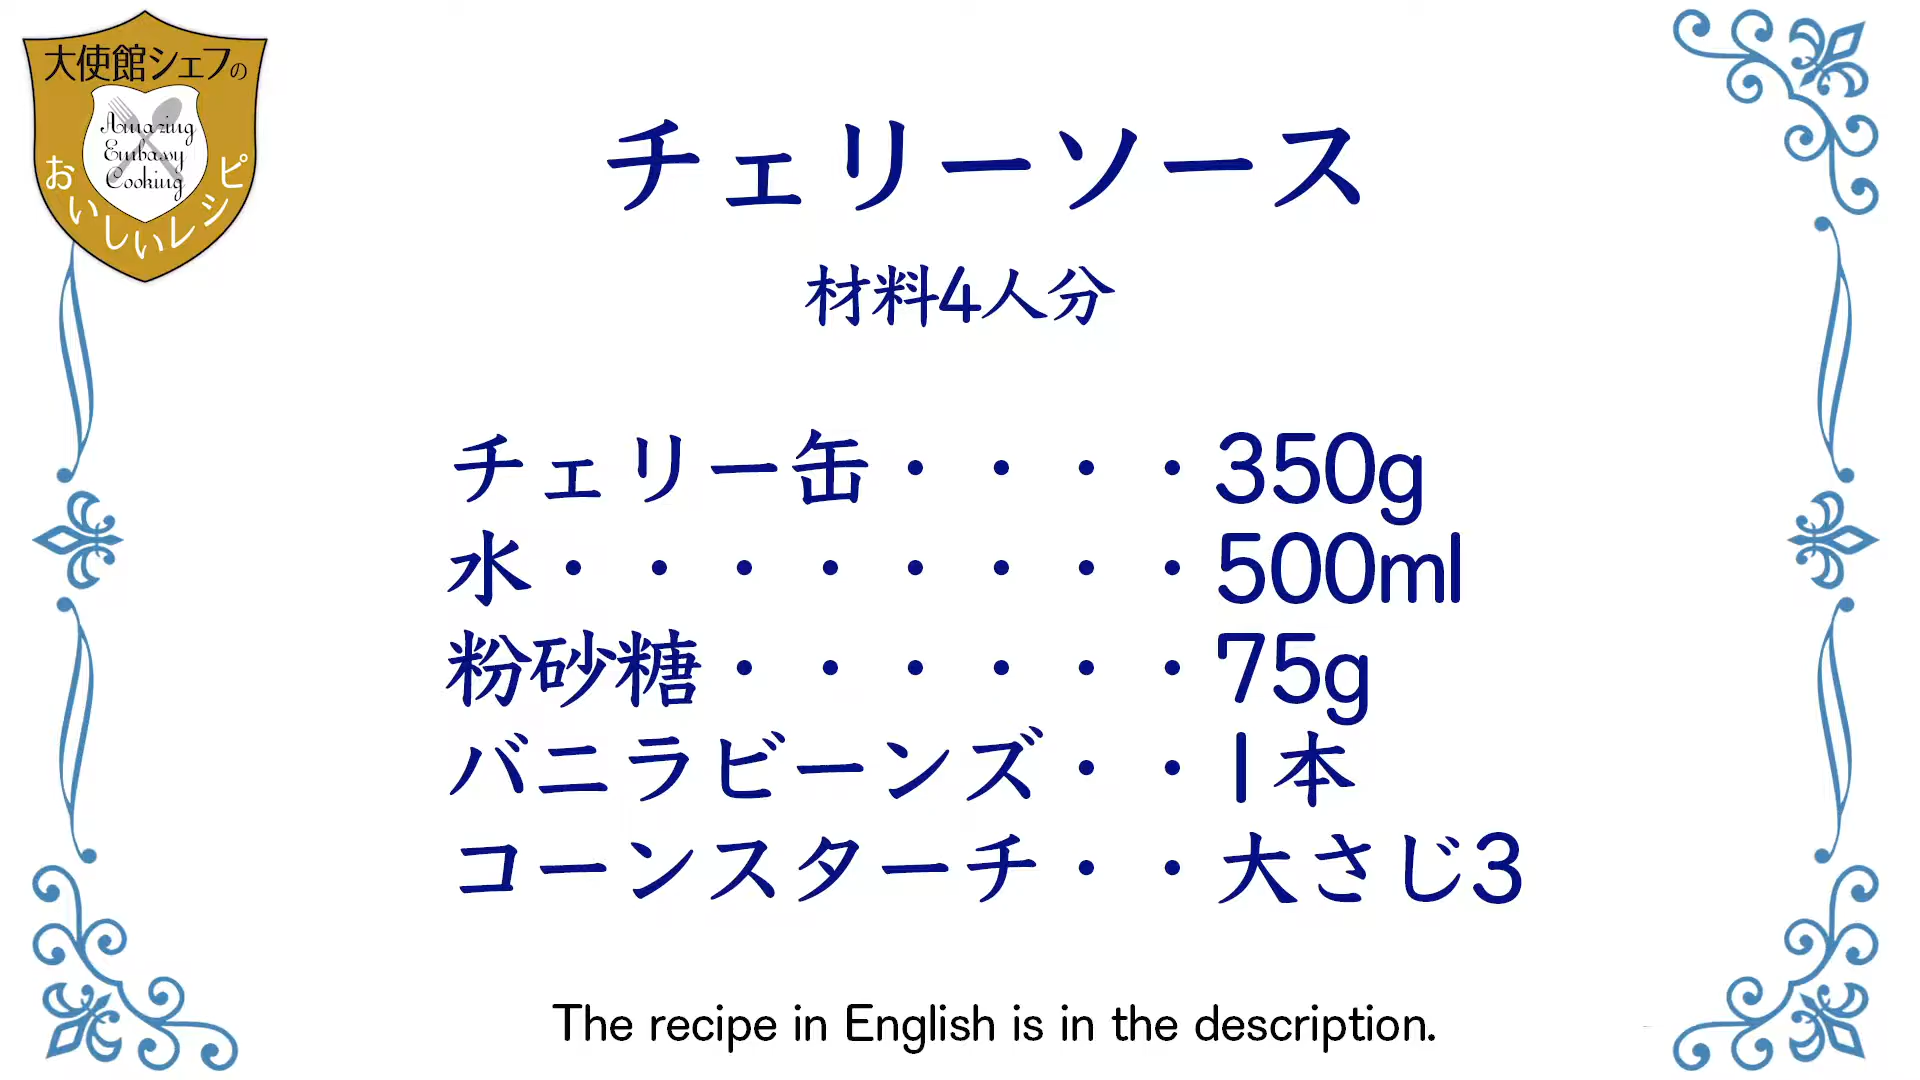 大使館シェフの
Amazing
Embassy
Cooking
おいしいレシピ
チェリーソース
材料4人分
チェリー缶・・・・350g
水・・・・・・・・500ml
粉砂糖・・・・・・75g
バニラビーンズ・・1本
コーンスターチ・・大さじ3
The recipe in English is in the description.